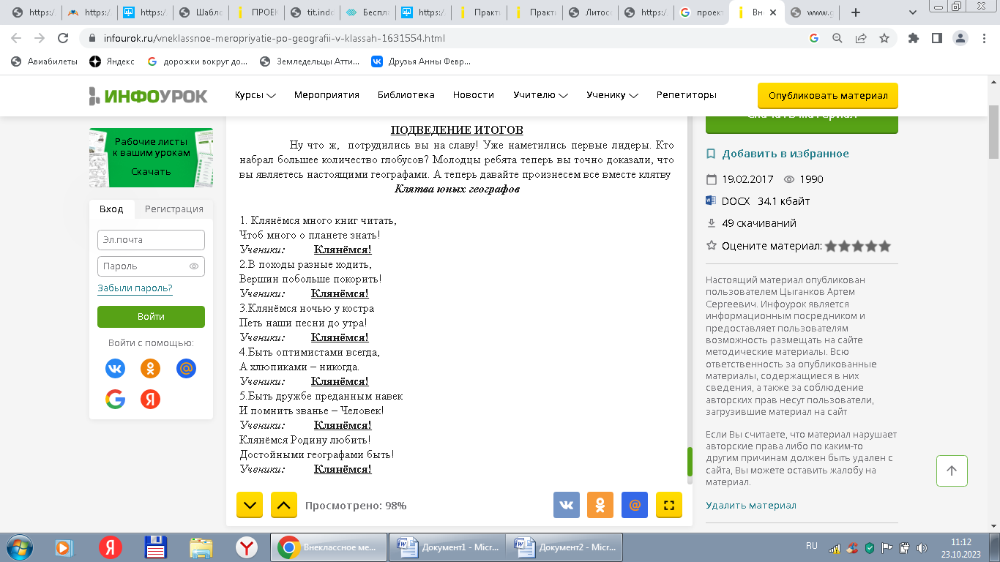 https:/
https:/
https:/
Шабло
ПРОЕК
tit.indd
Беспла
https:/
Практи
Практи
Литос
https:/
проект
Вне
www.g
infourok.ru/vneklassnoe-meropriyatie-po-geografii-v-klassah-1631554.html
Авиабилеты
Яндекс
дорожки вокруг до...
Земледельцы Атти...
Друзья Анны Февр...
ИНФОУРОК
Курсы
Мероприятия
Библиотека
Новости
Учителю
Ученику
Репетиторы
Опубликовать материал
Рабочие листы
к вашим урокам
Скачать
Вход
Регистрация
Эл.почта
Пароль
Забыли пароль?
Войти
Войти с помощью:
ПОДВЕДЕНИЕ ИТОГОВ
Ну что ж, потрудились вы на славу! Уже наметились первые лидеры. Кто
набрал большее количество глобусов? Молодцы ребята теперь вы точно доказали, что
вы являетесь настоящими географами. А теперь давайте произнесем все вместе клятву
Клятва юных географов
1. Клянёмся много книг читать,
Чтоб много о планете знать!
Ученики: Клянёмся!
2.В походы разные ходить,
Вершин побольше покорить!
Ученики: Клянёмся!
3.Клянёмся ночью у костра
Петь наши песни до утра!
Ученики: Клянёмся!
4.Быть оптимистами всегда,
А хлюпиками – никогда.
Ученики: Клянёмся!
5.Быть дружбе преданным навек
И помнить званье – Человек!
Ученики: Клянёмся!
Клянёмся Родину любить!
Достойными географами быть!
Ученики: Клянёмся!
Просмотрено: 98%
Скачать материал
Добавить в избранное
19.02.2017 1990
DOCX 34.1 кбайт
49 скачиваний
Оцените материал:
Настоящий материал опубликован
пользователем Цыганков Артем
Сергеевич. Инфоурок является
информационным посредником и
предоставляет пользователям
возможность размещать на сайте
методические материалы. Всю
ответственность за опубликованные
материалы, содержащиеся в них
сведения, а также за соблюдение
авторских прав несут пользователи,
загрузившие материал на сайт
Если Вы считаете, что материал нарушает
авторские права либо по каким-то
другим причинам должен быть удален с
сайта, Вы можете оставить жалобу на
материал.
Удалить материал
Внеклассное ме...
Документ1 - Micr...
Документ2 - Micr...
RU
11:12
23.10.2023